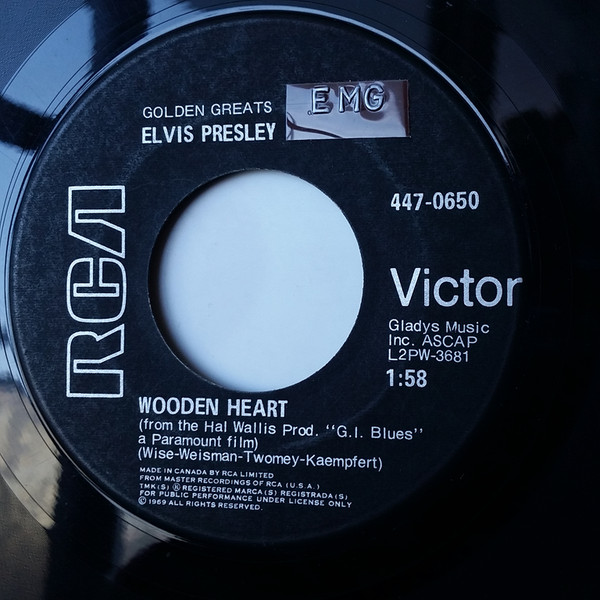 GOLDEN GREATS
ELVIS PRESLEY
EMG
447-0650
RCA
Victor
Gladys Music
Inc. ASCAP
L2PW-3681
1:58
WOODEN HEART
(from the Hal Wallis Prod. "G.I. Blues"
a Paramount film)
(Wise-Weisman-Twomey-Kaempfert)
MADE IN CANADA BY RCA LIMITED
FROM MASTER RECORDINGS OF RCA (U.S.A.)
TMK(S) ® REGISTERED MARCA(S) REGISTRADA(S)
FOR PUBLIC PERFORMANCE UNDER LICENSE ONLY
© 1969 ALL RIGHTS RESERVED.